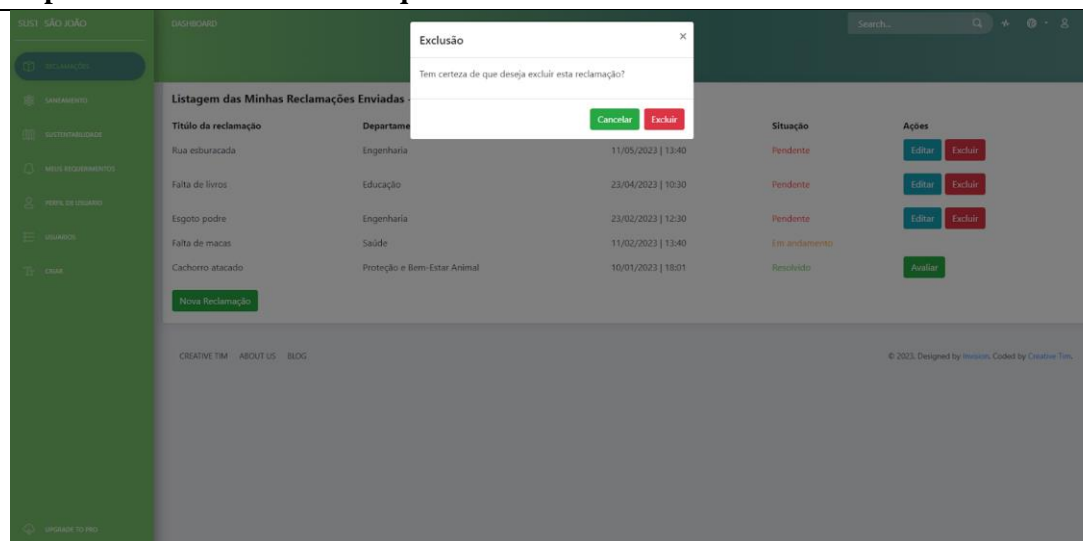 SUS1 SÃO JOÃO
DASHBOARD
Search...
RECLAMAÇÕES
SANEAMENTO
SUSTENTABILIDADE
MEUS REQUERIMENTOS
PERFIL DE USUARIO
USUARIOS
CRIAR
UPGRADE TO PRO
Exclusão ×
Tem certeza de que deseja excluir esta reclamação?
Cancelar Excluir
Listagem das Minhas Reclamações Enviadas -
Titúlo da reclamação Departame Situação Ações
Rua esburacada Engenharia 11/05/2023 | 13:40 Pendente Editar Excluir
Falta de livros Educação 23/04/2023 | 10:30 Pendente Editar Excluir
Esgoto podre Engenharia 23/02/2023 | 12:30 Pendente Editar Excluir
Falta de macas Saúde 11/02/2023 | 13:40 Em andamento
Cachorro atacado Proteção e Bem-Estar Animal 10/01/2023 | 18:01 Resolvido Avaliar
Nova Reclamação
CREATIVE TIM ABOUT US BLOG
© 2023, Designed by Invision. Coded by Creative Tim.